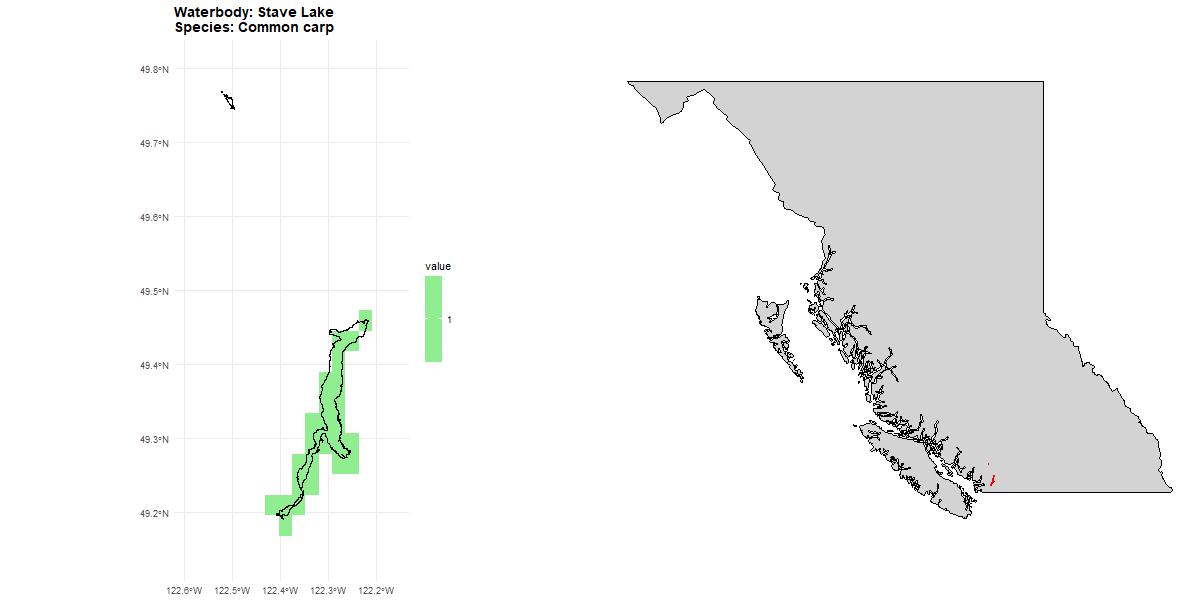 Waterbody: Stave Lake
Species: Common carp
49.8°N
49.7°N
49.6°N
49.5°N
49.4°N
49.3°N
49.2°N
122.6°W 122.5°W 122.4°W 122.3°W 122.2°W
value
1